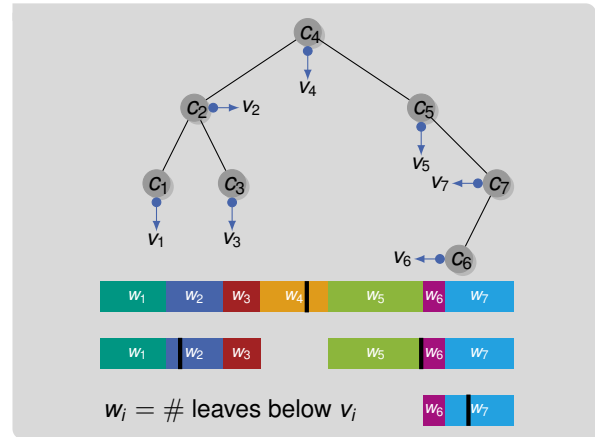 c4
v4
c2 v2 c5
v5
c1 c3 v7 c7
v1 v3
v6 c6
w1 w2 w3 w4 w5 w6 w7
w1 w2 w3 w5 w6 w7
wi = # leaves below vi w6 w7